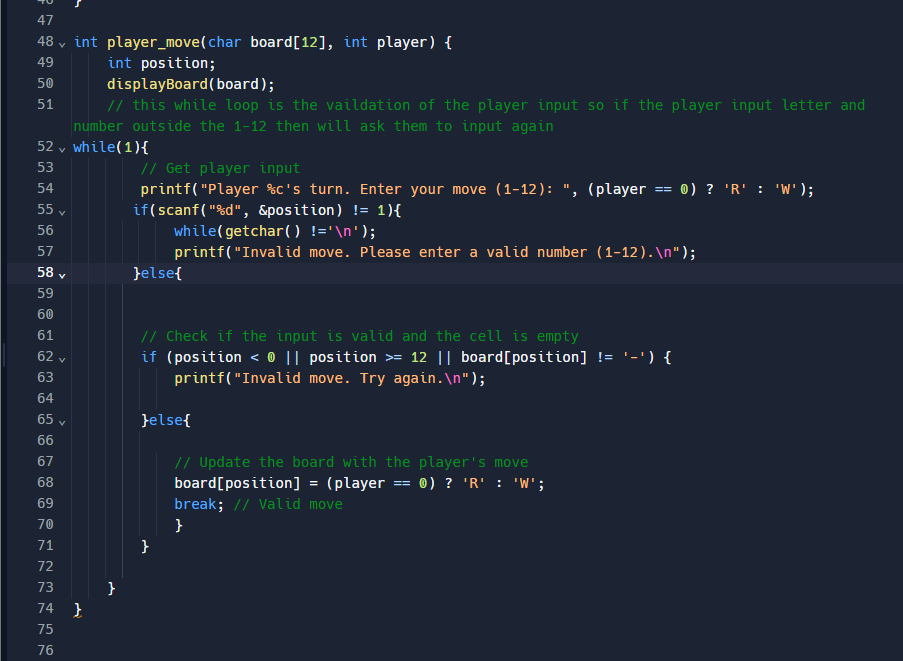 46 }
47
48 int player_move(char board[12], int player) {
49 int position;
50 displayBoard(board);
51 // this while loop is the vaildation of the player input so if the player input letter and
number outside the 1-12 then will ask them to input again
52 while(1){
53 // Get player input
54 printf("Player %c's turn. Enter your move (1-12): ", (player == 0) ? 'R' : 'W');
55 if(scanf("%d", &position) != 1){
56 while(getchar() !='\n');
57 printf("Invalid move. Please enter a valid number (1-12).\n");
58 }else{
59
60
61 // Check if the input is valid and the cell is empty
62 if (position < 0 || position >= 12 || board[position] != '-') {
63 printf("Invalid move. Try again.\n");
64
65 }else{
66
67 // Update the board with the player's move
68 board[position] = (player == 0) ? 'R' : 'W';
69 break; // Valid move
70 }
71 }
72
73 }
74 }
75
76